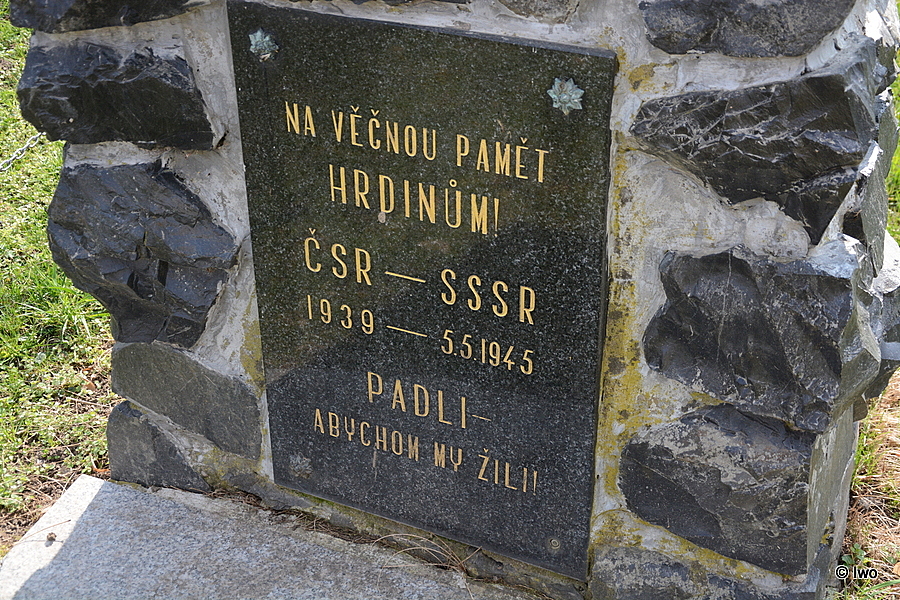 NA VĚČNOU PAMĚT
HRDINŮM!
ČSR — SSSR
1939 — 5.5.1945
PADLI —
ABYCHOM MY ŽILI!
© Iwo